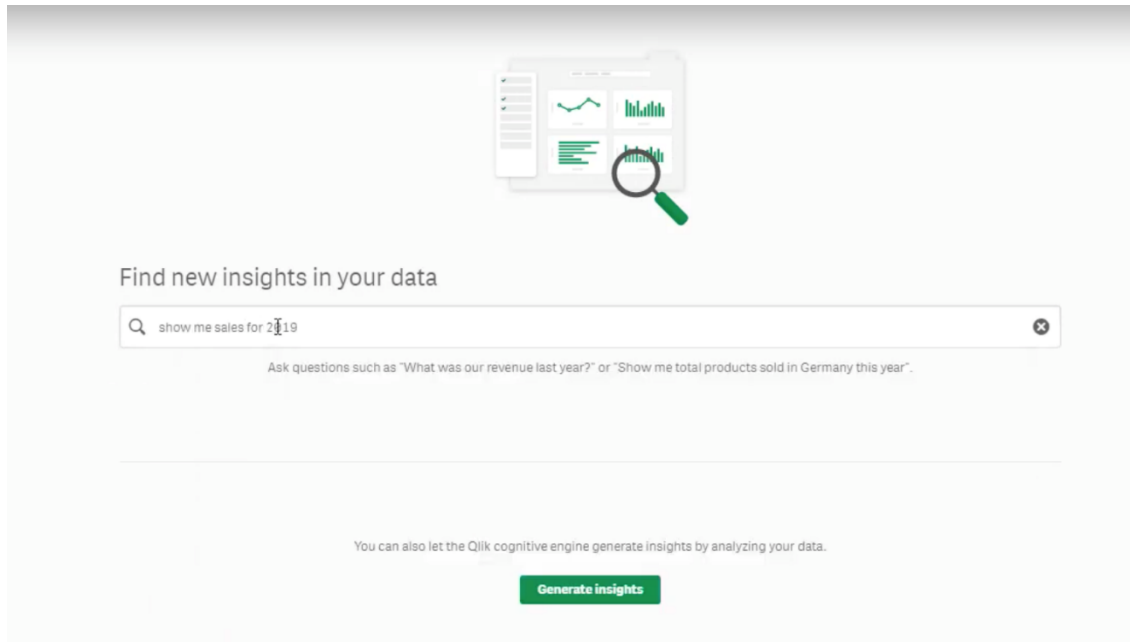 Find new insights in your data
show me sales for 2019
Ask questions such as "What was our revenue last year?" or "Show me total products sold in Germany this year".
You can also let the Qlik cognitive engine generate insights by analyzing your data.
Generate insights